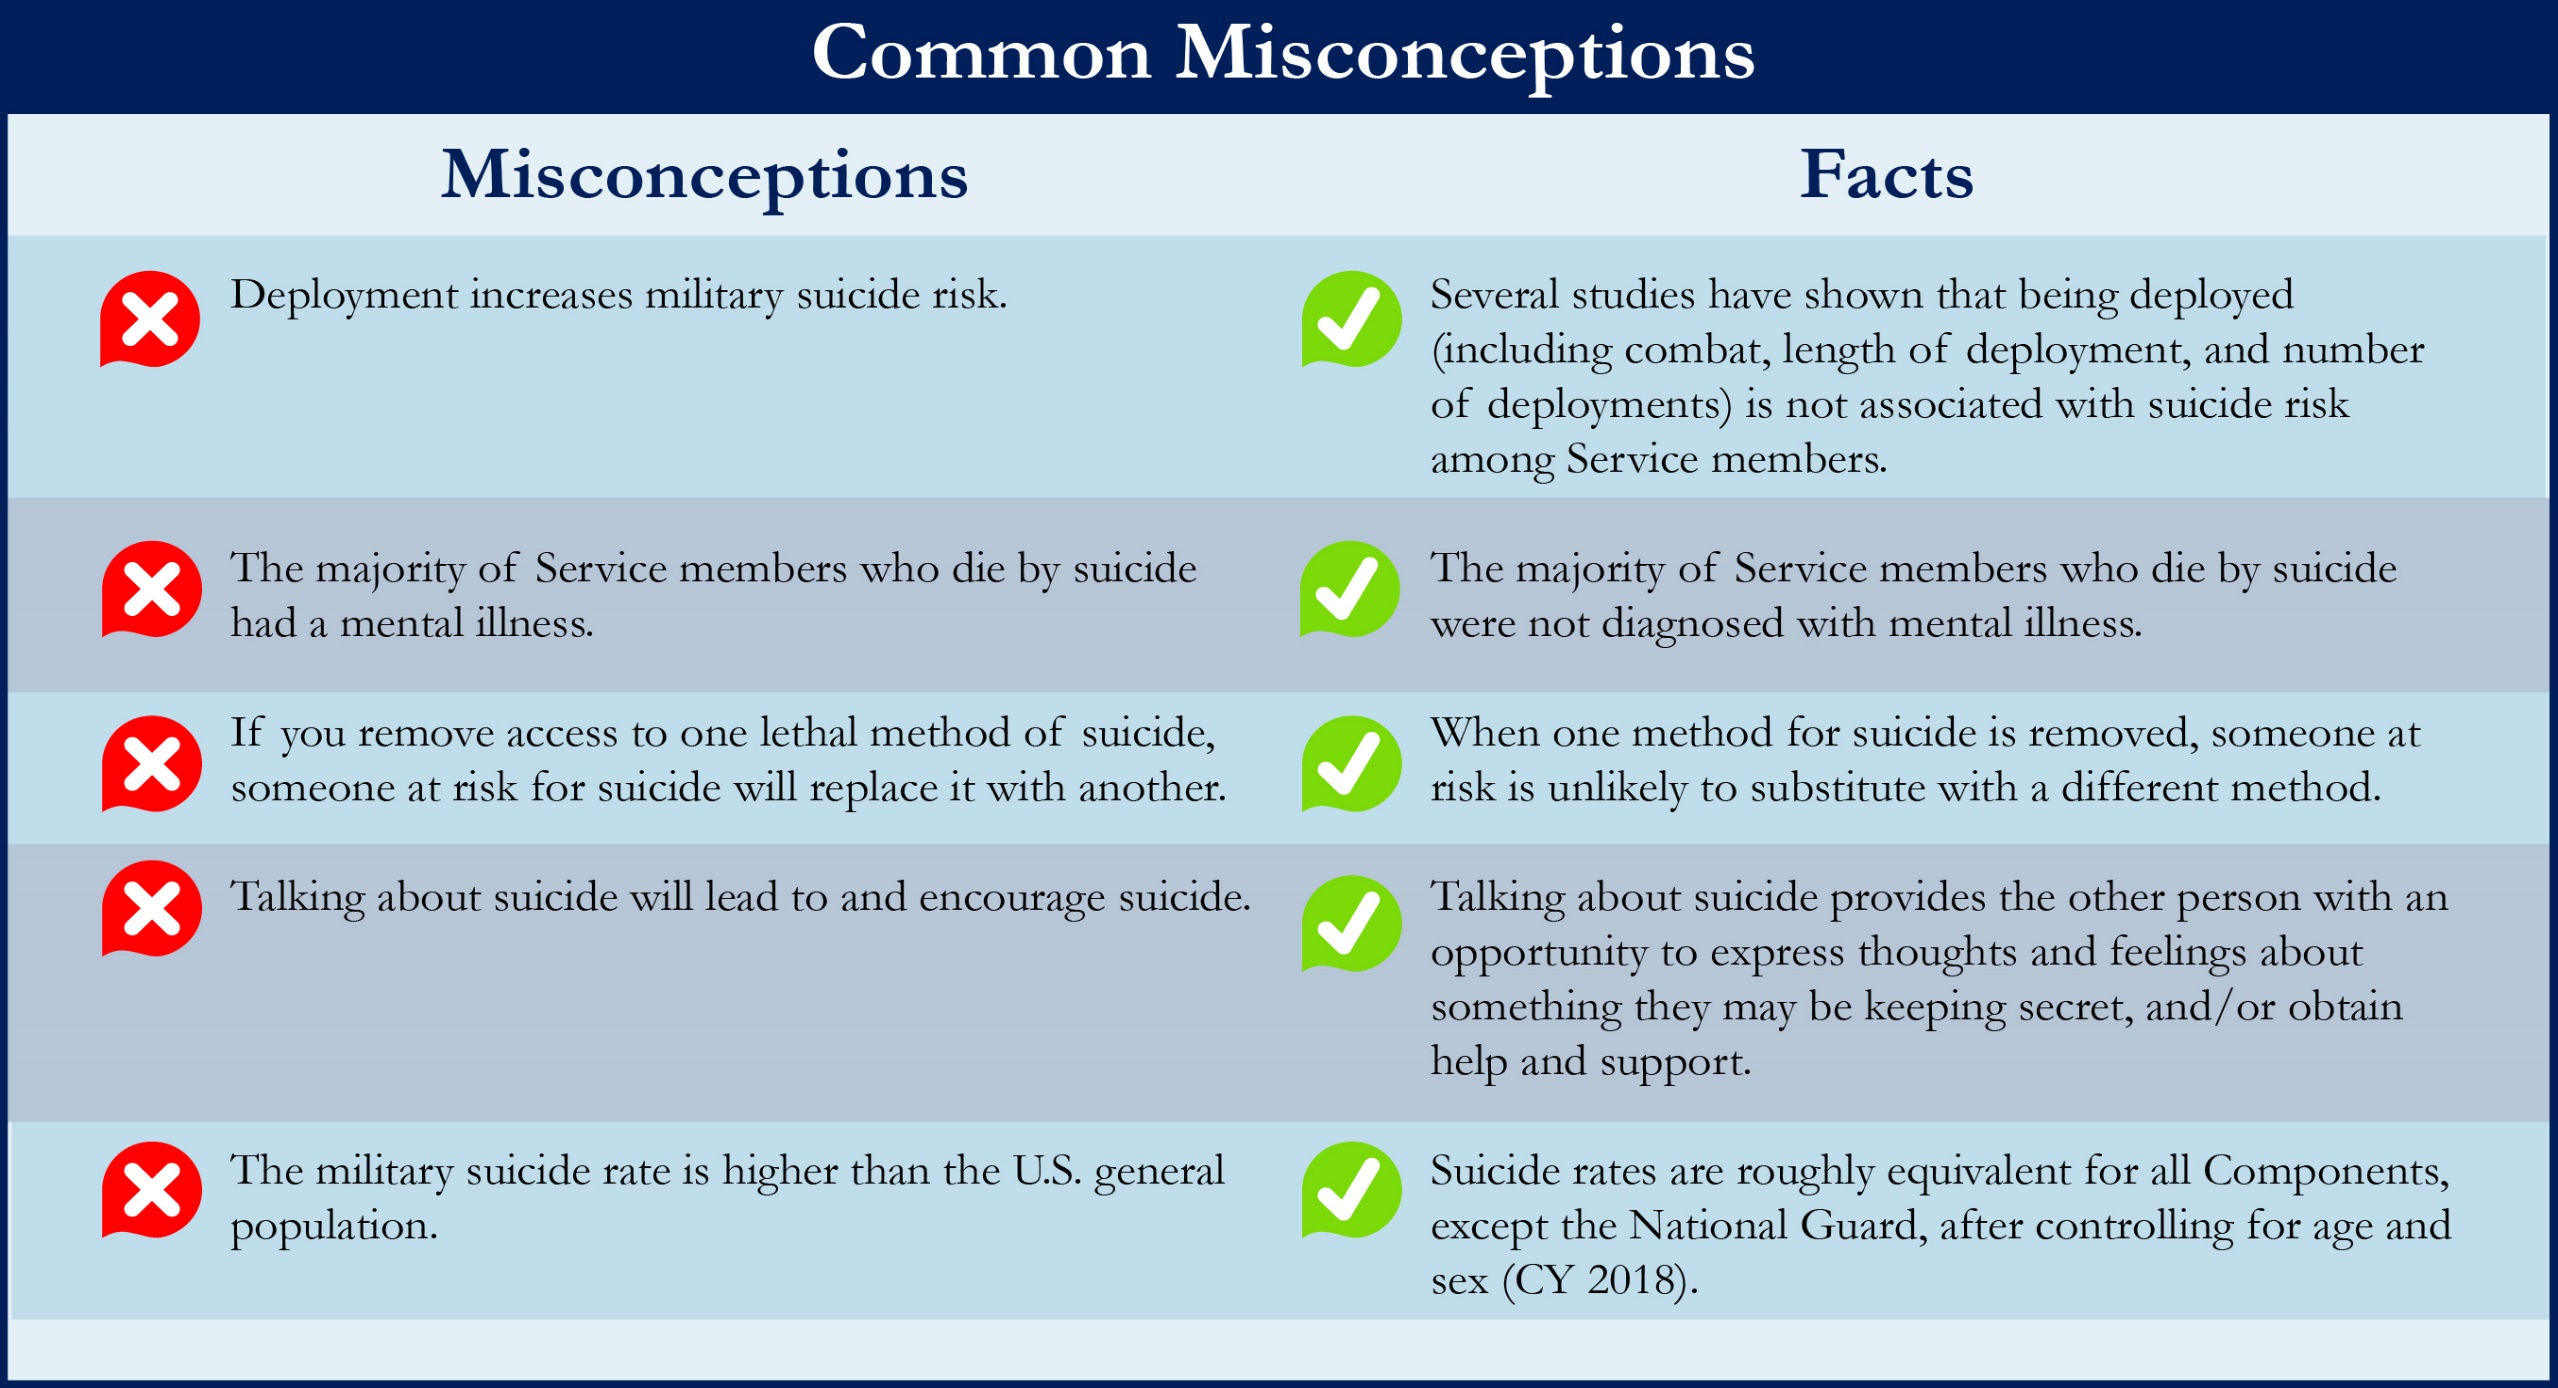 Common Misconceptions
Misconceptions
Facts
Deployment increases military suicide risk.
Several studies have shown that being deployed
(including combat, length of deployment, and number
of deployments) is not associated with suicide risk
among Service members.
The majority of Service members who die by suicide
had a mental illness.
The majority of Service members who die by suicide
were not diagnosed with mental illness.
If you remove access to one lethal method of suicide,
someone at risk for suicide will replace it with another.
When one method for suicide is removed, someone at
risk is unlikely to substitute with a different method.
Talking about suicide will lead to and encourage suicide.
Talking about suicide provides the other person with an
opportunity to express thoughts and feelings about
something they may be keeping secret, and/or obtain
help and support.
The military suicide rate is higher than the U.S. general
population.
Suicide rates are roughly equivalent for all Components,
except the National Guard, after controlling for age and
sex (CY 2018).